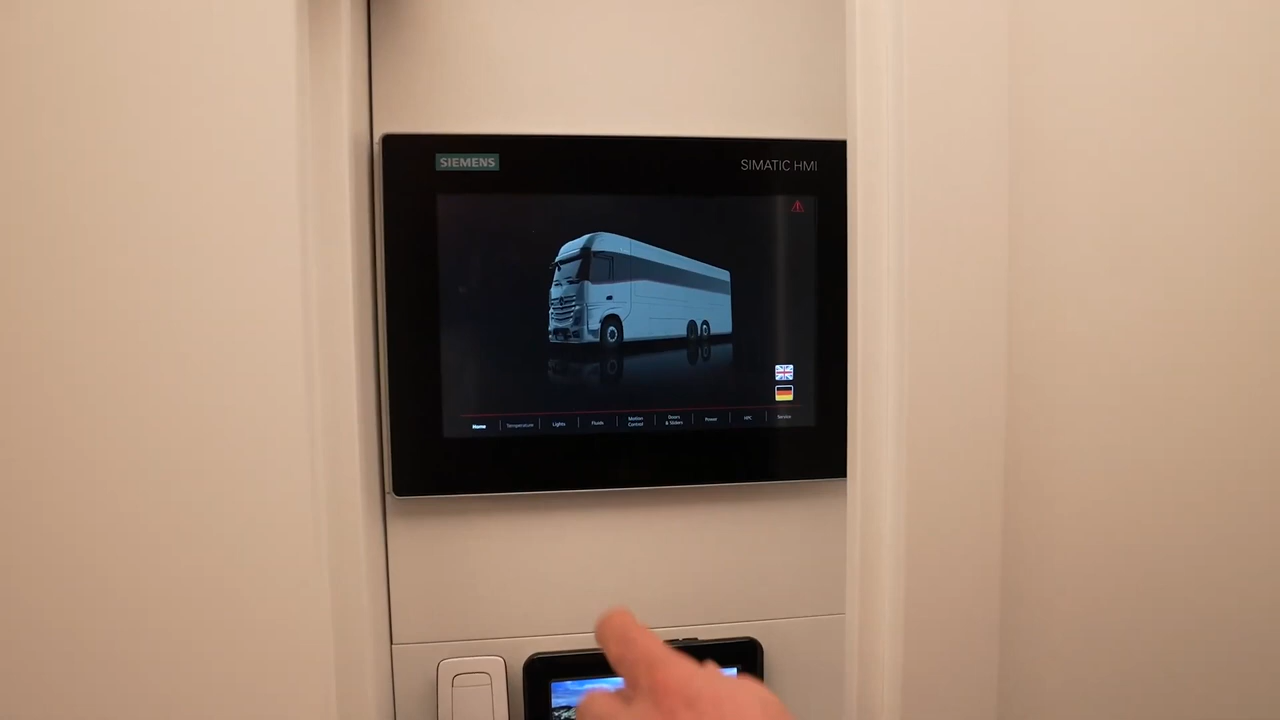 SIEMENS
SIMATIC HMI
Home
Temperature
Lights
Fluids
Motion
Control
Doors
& Sliders
Power
HPC
Service